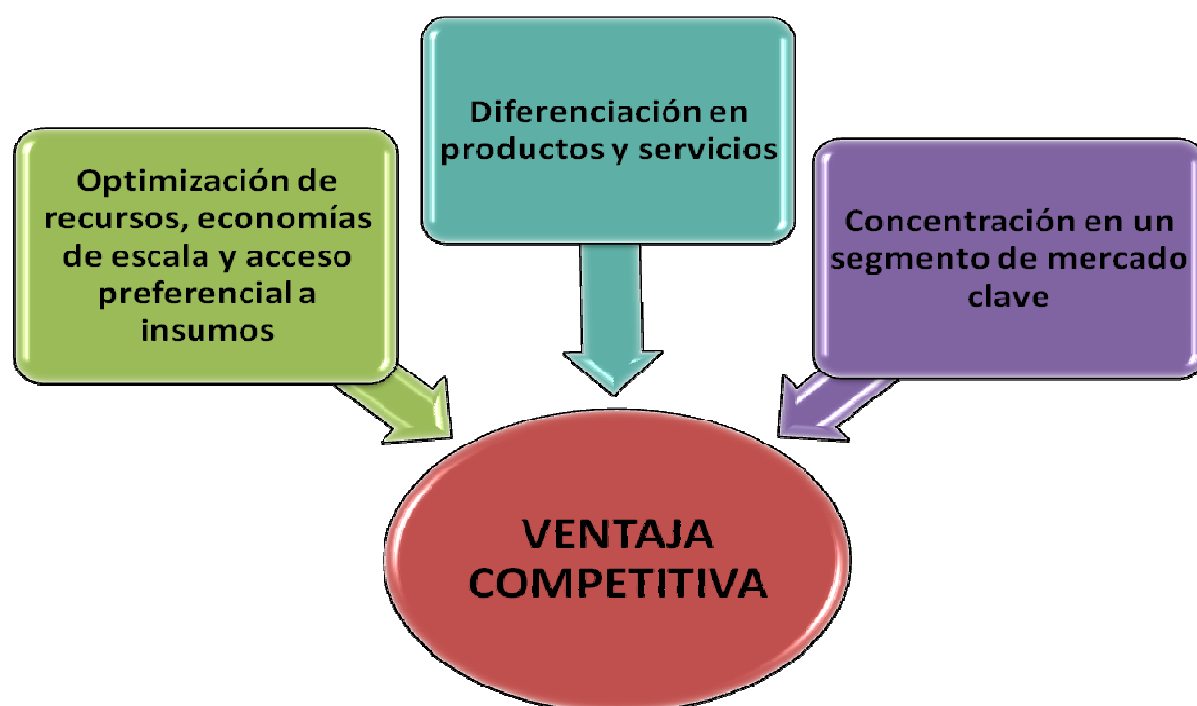 Optimización de
recursos, economías
de escala y acceso
preferencial a
insumos
Diferenciación en
productos y servicios
Concentración en un
segmento de mercado
clave
VENTAJA
COMPETITIVA